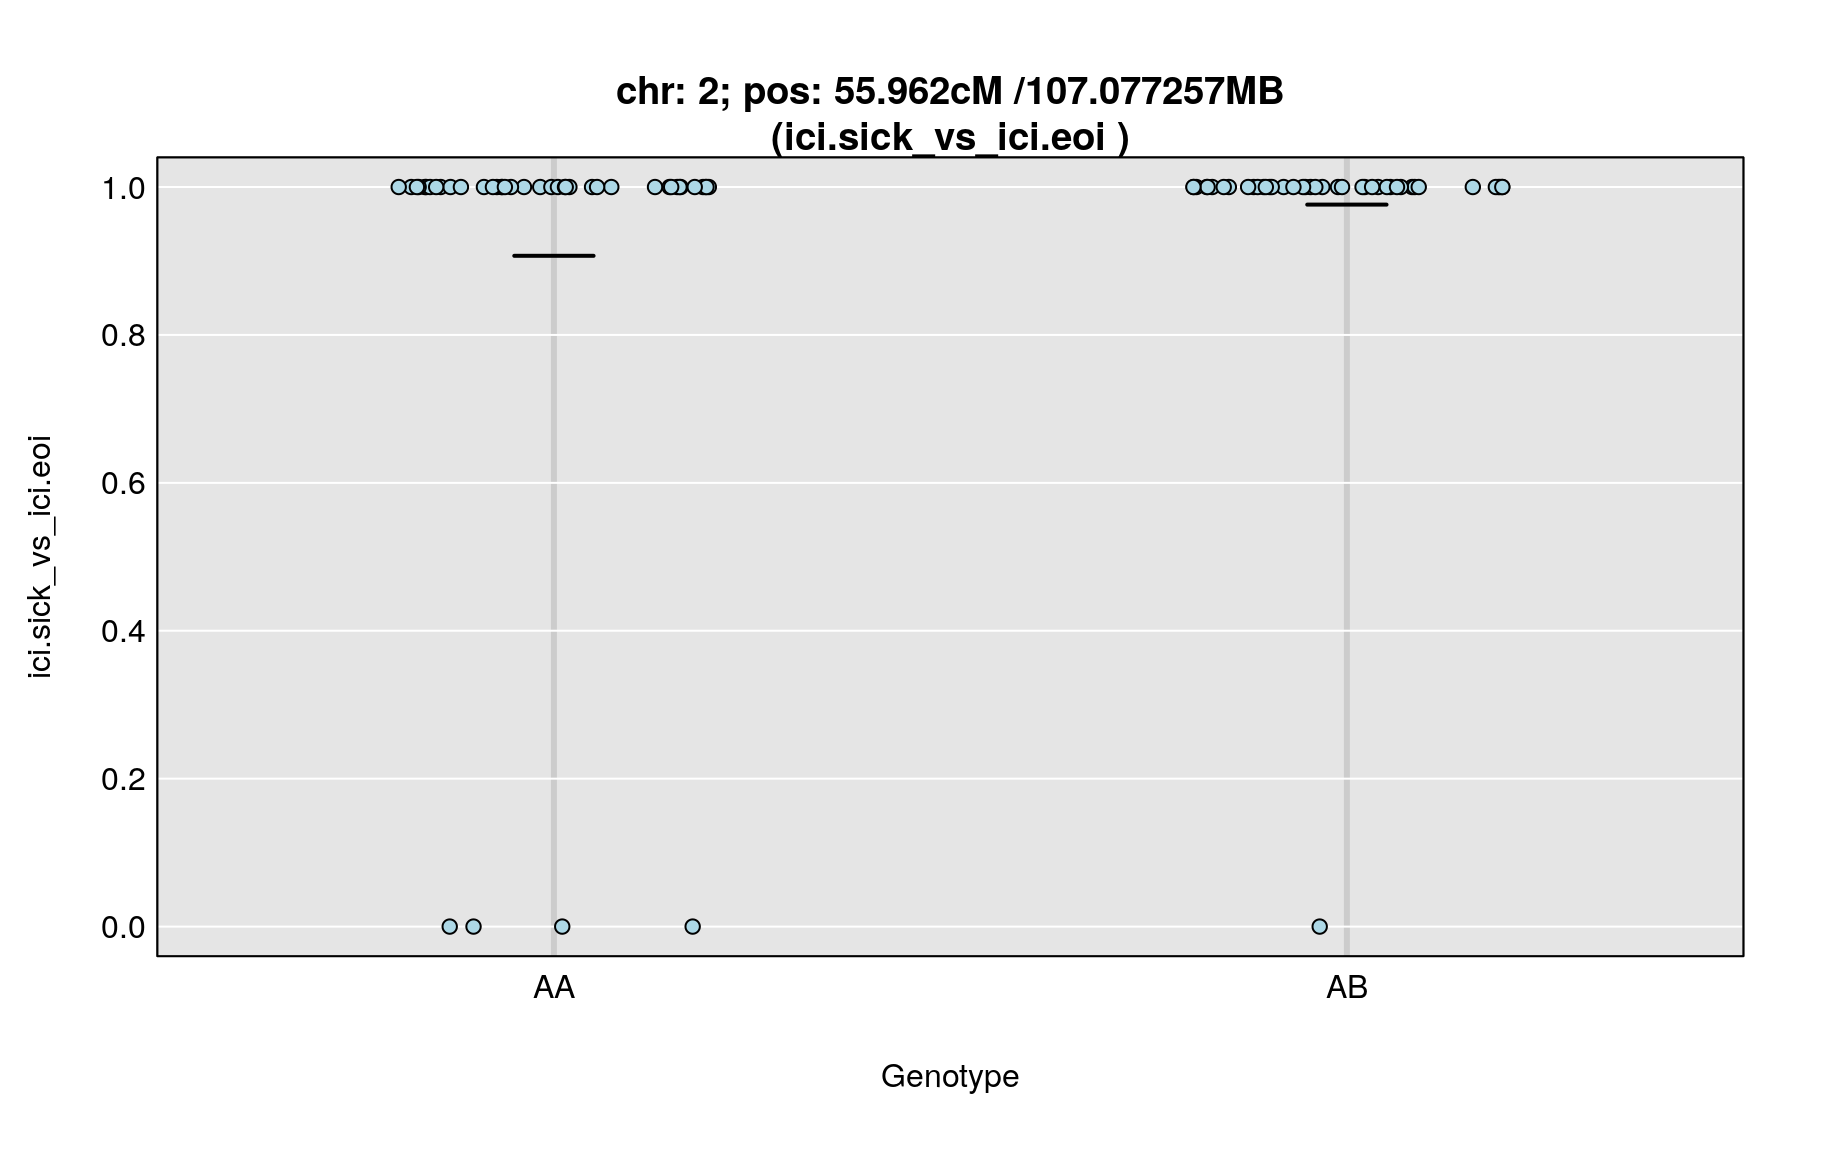 chr: 2; pos: 55.962cM /107.077257MB
(ici.sick_vs_ici.eoi )
ici.sick_vs_ici.eoi
1.0
0.8
0.6
0.4
0.2
0.0
AA AB
Genotype